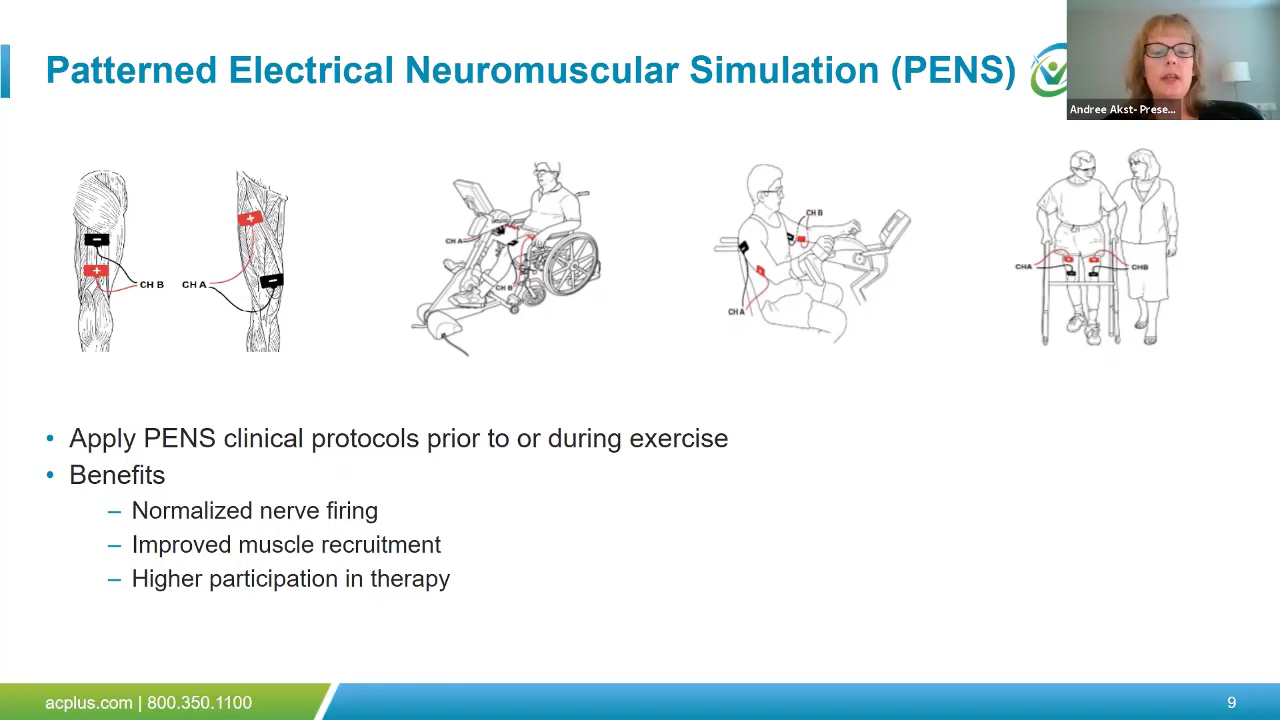 Patterned Electrical Neuromuscular Simulation (PENS)
Andree Akst- Prese...
CH B
CH A
CH A
CH B
CH B
CH A
CHA
CHB
• Apply PENS clinical protocols prior to or during exercise
• Benefits
– Normalized nerve firing
– Improved muscle recruitment
– Higher participation in therapy
acplus.com | 800.350.1100
9